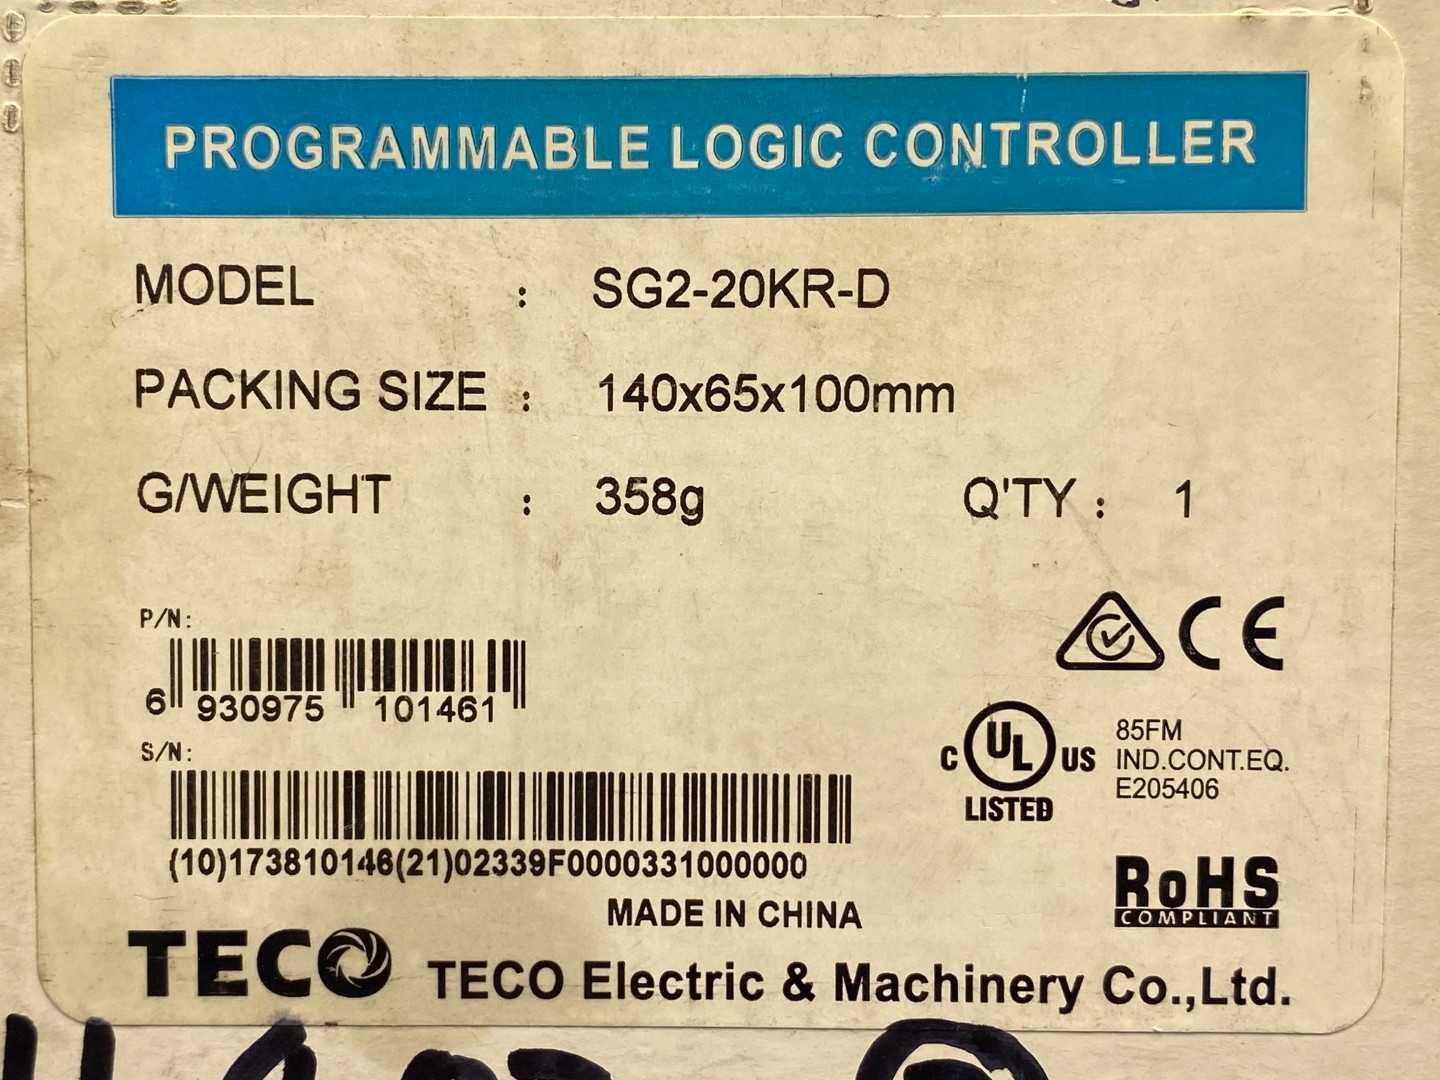 PROGRAMMABLE LOGIC CONTROLLER
MODEL : SG2-20KR-D
PACKING SIZE : 140x65x100mm
G/WEIGHT : 358g Q'TY : 1
P/N:
6 930975 101461
S/N:
(10)173810146(21)02339F0000331000000
MADE IN CHINA
CE
C UL US
LISTED
85FM
IND.CONT.EQ.
E205406
RoHS
COMPLIANT
TECO TECO Electric & Machinery Co.,Ltd.